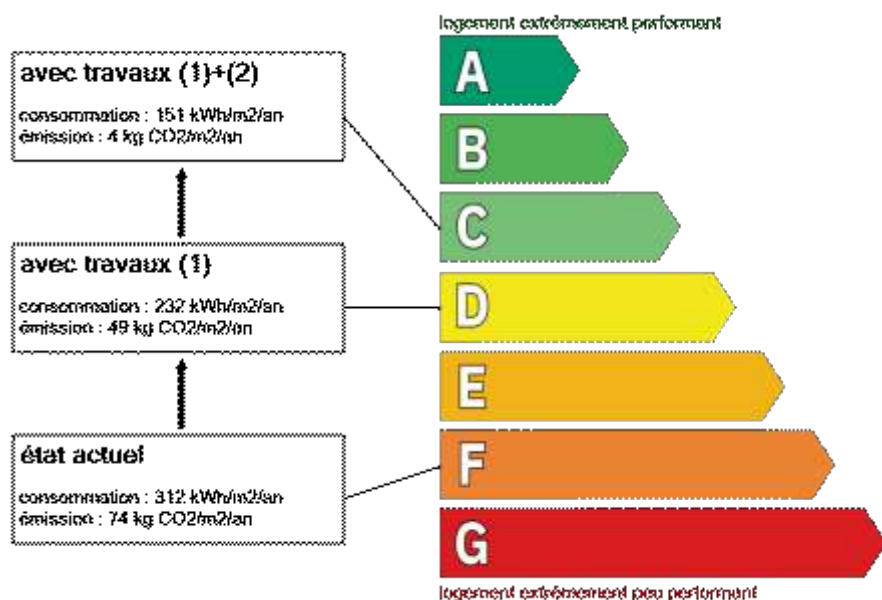 logement extrêmement performant
avec travaux (1)+(2)
consommation : 151 kWh/m2/an
émission : 4 kg CO2/m2/an
avec travaux (1)
consommation : 232 kWh/m2/an
émission : 49 kg CO2/m2/an
état actuel
consommation : 312 kWh/m2/an
émission : 74 kg CO2/m2/an
A
B
C
D
E
F
G
logement extrêmement peu performant